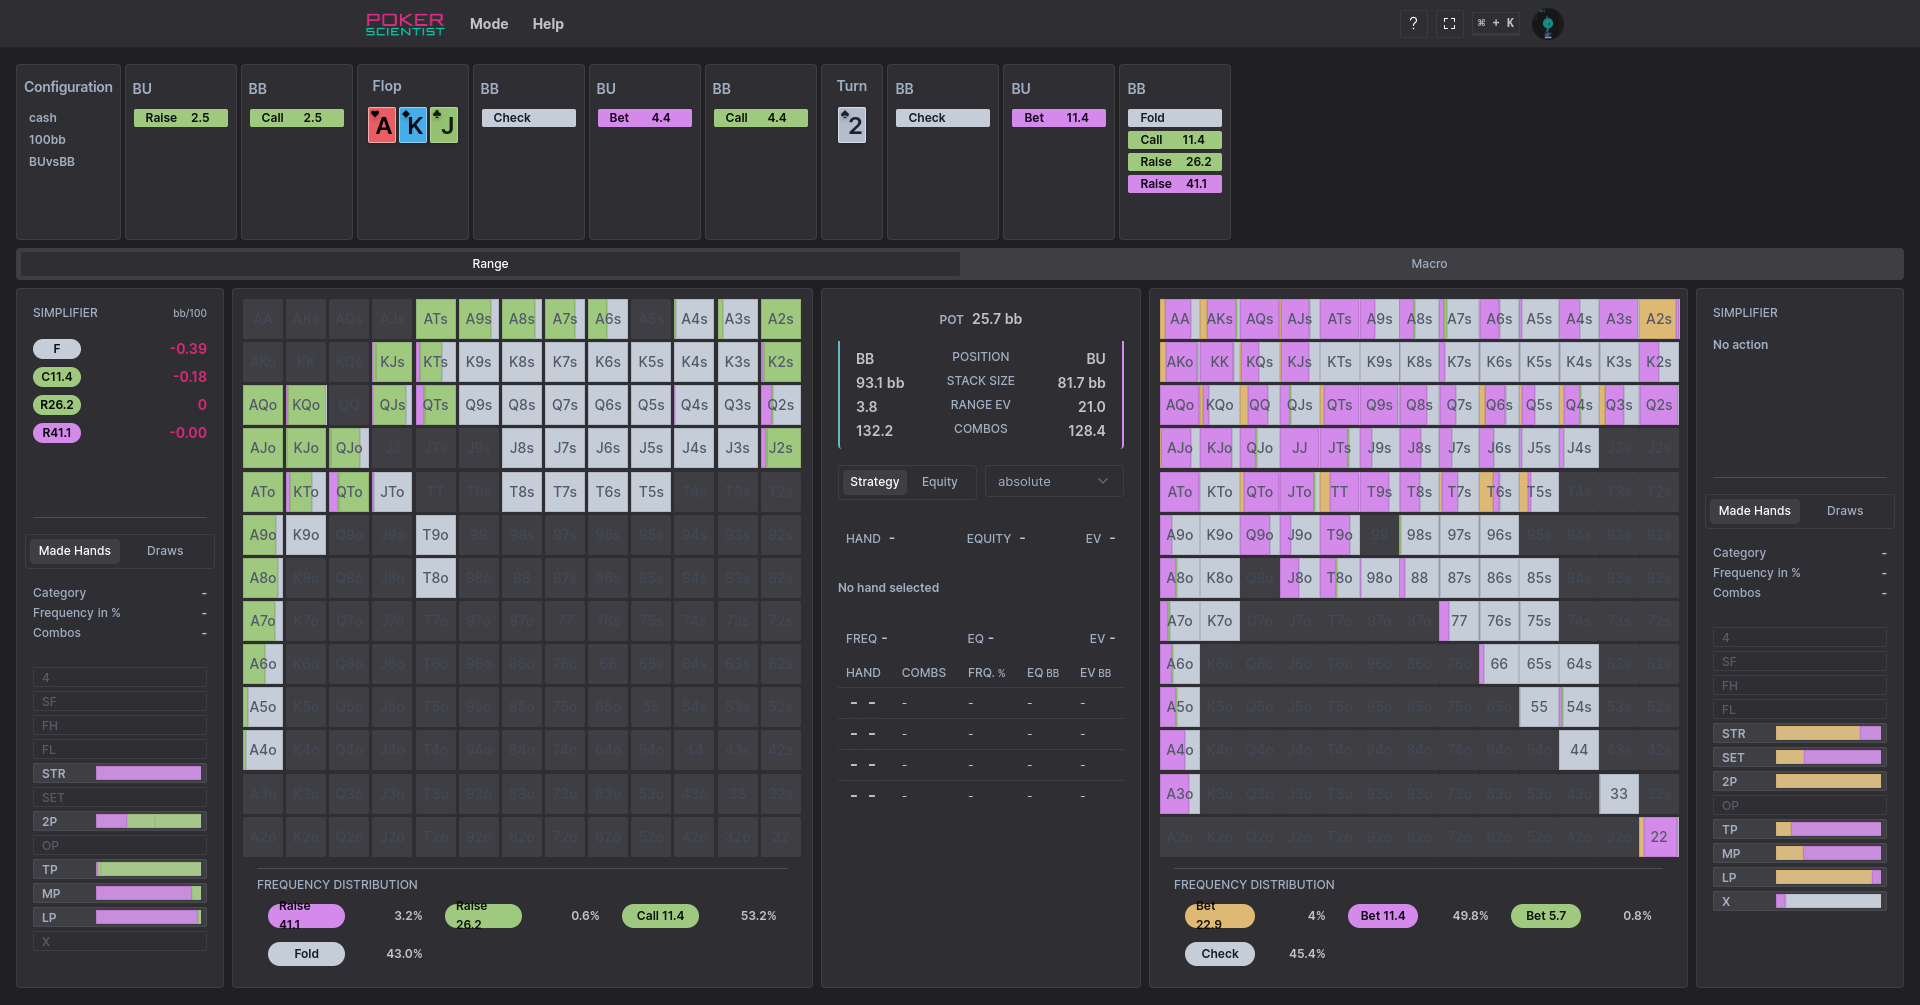 POKER SCIENTIST Mode Help ? ⌘ + K
Configuration
cash
100bb
BUvsBB
BU
Raise 2.5
BB
Call 2.5
Flop
A K J
BB
Check
BU
Bet 4.4
BB
Call 4.4
Turn
2
BB
Check
BU
Bet 11.4
BB
Fold
Call 11.4
Raise 26.2
Raise 41.1
Range Macro
SIMPLIFIER bb/100
F -0.39
C11.4 -0.18
R26.2 0
R41.1 -0.00
Made Hands Draws
Category -
Frequency in % -
Combos -
4
SF
FH
FL
STR
SET
2P
OP
TP
MP
LP
X
AA AKs AQs AJs ATs A9s A8s A7s A6s A5s A4s A3s A2s
AKo KK KQs KJs KTs K9s K8s K7s K6s K5s K4s K3s K2s
AQo KQo QQ QJs QTs Q9s Q8s Q7s Q6s Q5s Q4s Q3s Q2s
AJo KJo QJo JJ JTs J9s J8s J7s J6s J5s J4s J3s J2s
ATo KTo QTo JTo TT T9s T8s T7s T6s T5s T4s T3s T2s
A9o K9o Q9o J9o T9o 99 98s 97s 96s 95s 94s 93s 92s
A8o K8o Q8o J8o T8o 98o 88 87s 86s 85s 84s 83s 82s
A7o K7o Q7o J7o T7o 97o 87o 77 76s 75s 74s 73s 72s
A6o K6o Q6o J6o T6o 96o 86o 76o 66 65s 64s 63s 62s
A5o K5o Q5o J5o T5o 95o 85o 75o 65o 55 54s 53s 52s
A4o K4o Q4o J4o T4o 94o 84o 74o 64o 54o 44 43s 42s
A3o K3o Q3o J3o T3o 93o 83o 73o 63o 53o 43o 33 32s
A2o K2o Q2o J2o T2o 92o 82o 72o 62o 52o 42o 32o 22
FREQUENCY DISTRIBUTION
Raise 41.1 3.2% Raise 26.2 0.6% Call 11.4 53.2%
Fold 43.0%
POT 25.7 bb
BB POSITION BU
93.1 bb STACK SIZE 81.7 bb
3.8 RANGE EV 21.0
132.2 COMBOS 128.4
Strategy Equity absolute
HAND - EQUITY - EV -
No hand selected
FREQ - EQ - EV -
HAND COMBS FRQ. % EQ BB EV BB
- - - - - -
- - - - - -
- - - - - -
- - - - - -
AA AKs AQs AJs ATs A9s A8s A7s A6s A5s A4s A3s A2s
AKo KK KQs KJs KTs K9s K8s K7s K6s K5s K4s K3s K2s
AQo KQo QQ QJs QTs Q9s Q8s Q7s Q6s Q5s Q4s Q3s Q2s
AJo KJo QJo JJ JTs J9s J8s J7s J6s J5s J4s J3s J2s
ATo KTo QTo JTo TT T9s T8s T7s T6s T5s T4s T3s T2s
A9o K9o Q9o J9o T9o 99 98s 97s 96s 95s 94s 93s 92s
A8o K8o Q8o J8o T8o 98o 88 87s 86s 85s 84s 83s 82s
A7o K7o Q7o J7o T7o 97o 87o 77 76s 75s 74s 73s 72s
A6o K6o Q6o J6o T6o 96o 86o 76o 66 65s 64s 63s 62s
A5o K5o Q5o J5o T5o 95o 85o 75o 65o 55 54s 53s 52s
A4o K4o Q4o J4o T4o 94o 84o 74o 64o 54o 44 43s 42s
A3o K3o Q3o J3o T3o 93o 83o 73o 63o 53o 43o 33 32s
A2o K2o Q2o J2o T2o 92o 82o 72o 62o 52o 42o 32o 22
FREQUENCY DISTRIBUTION
Bet 22.9 4% Bet 11.4 49.8% Bet 5.7 0.8%
Check 45.4%
SIMPLIFIER
No action
Made Hands Draws
Category -
Frequency in % -
Combos -
4
SF
FH
FL
STR
SET
2P
OP
TP
MP
LP
X